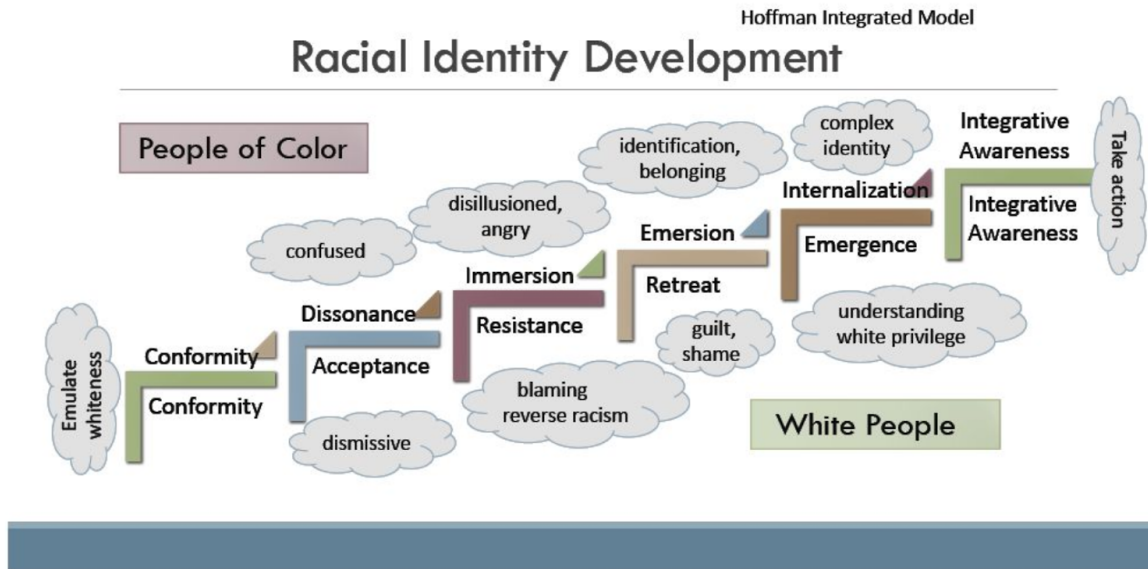 Hoffman Integrated Model
Racial Identity Development
People of Color
Emulate
whiteness
Conformity
Conformity
confused
Dissonance
Acceptance
dismissive
disillusioned,
angry
Immersion
Resistance
blaming
reverse racism
identification,
belonging
Emersion
Retreat
guilt,
shame
complex
identity
Internalization
Emergence
understanding
white privilege
Integrative
Awareness
Integrative
Awareness
Take action
White People